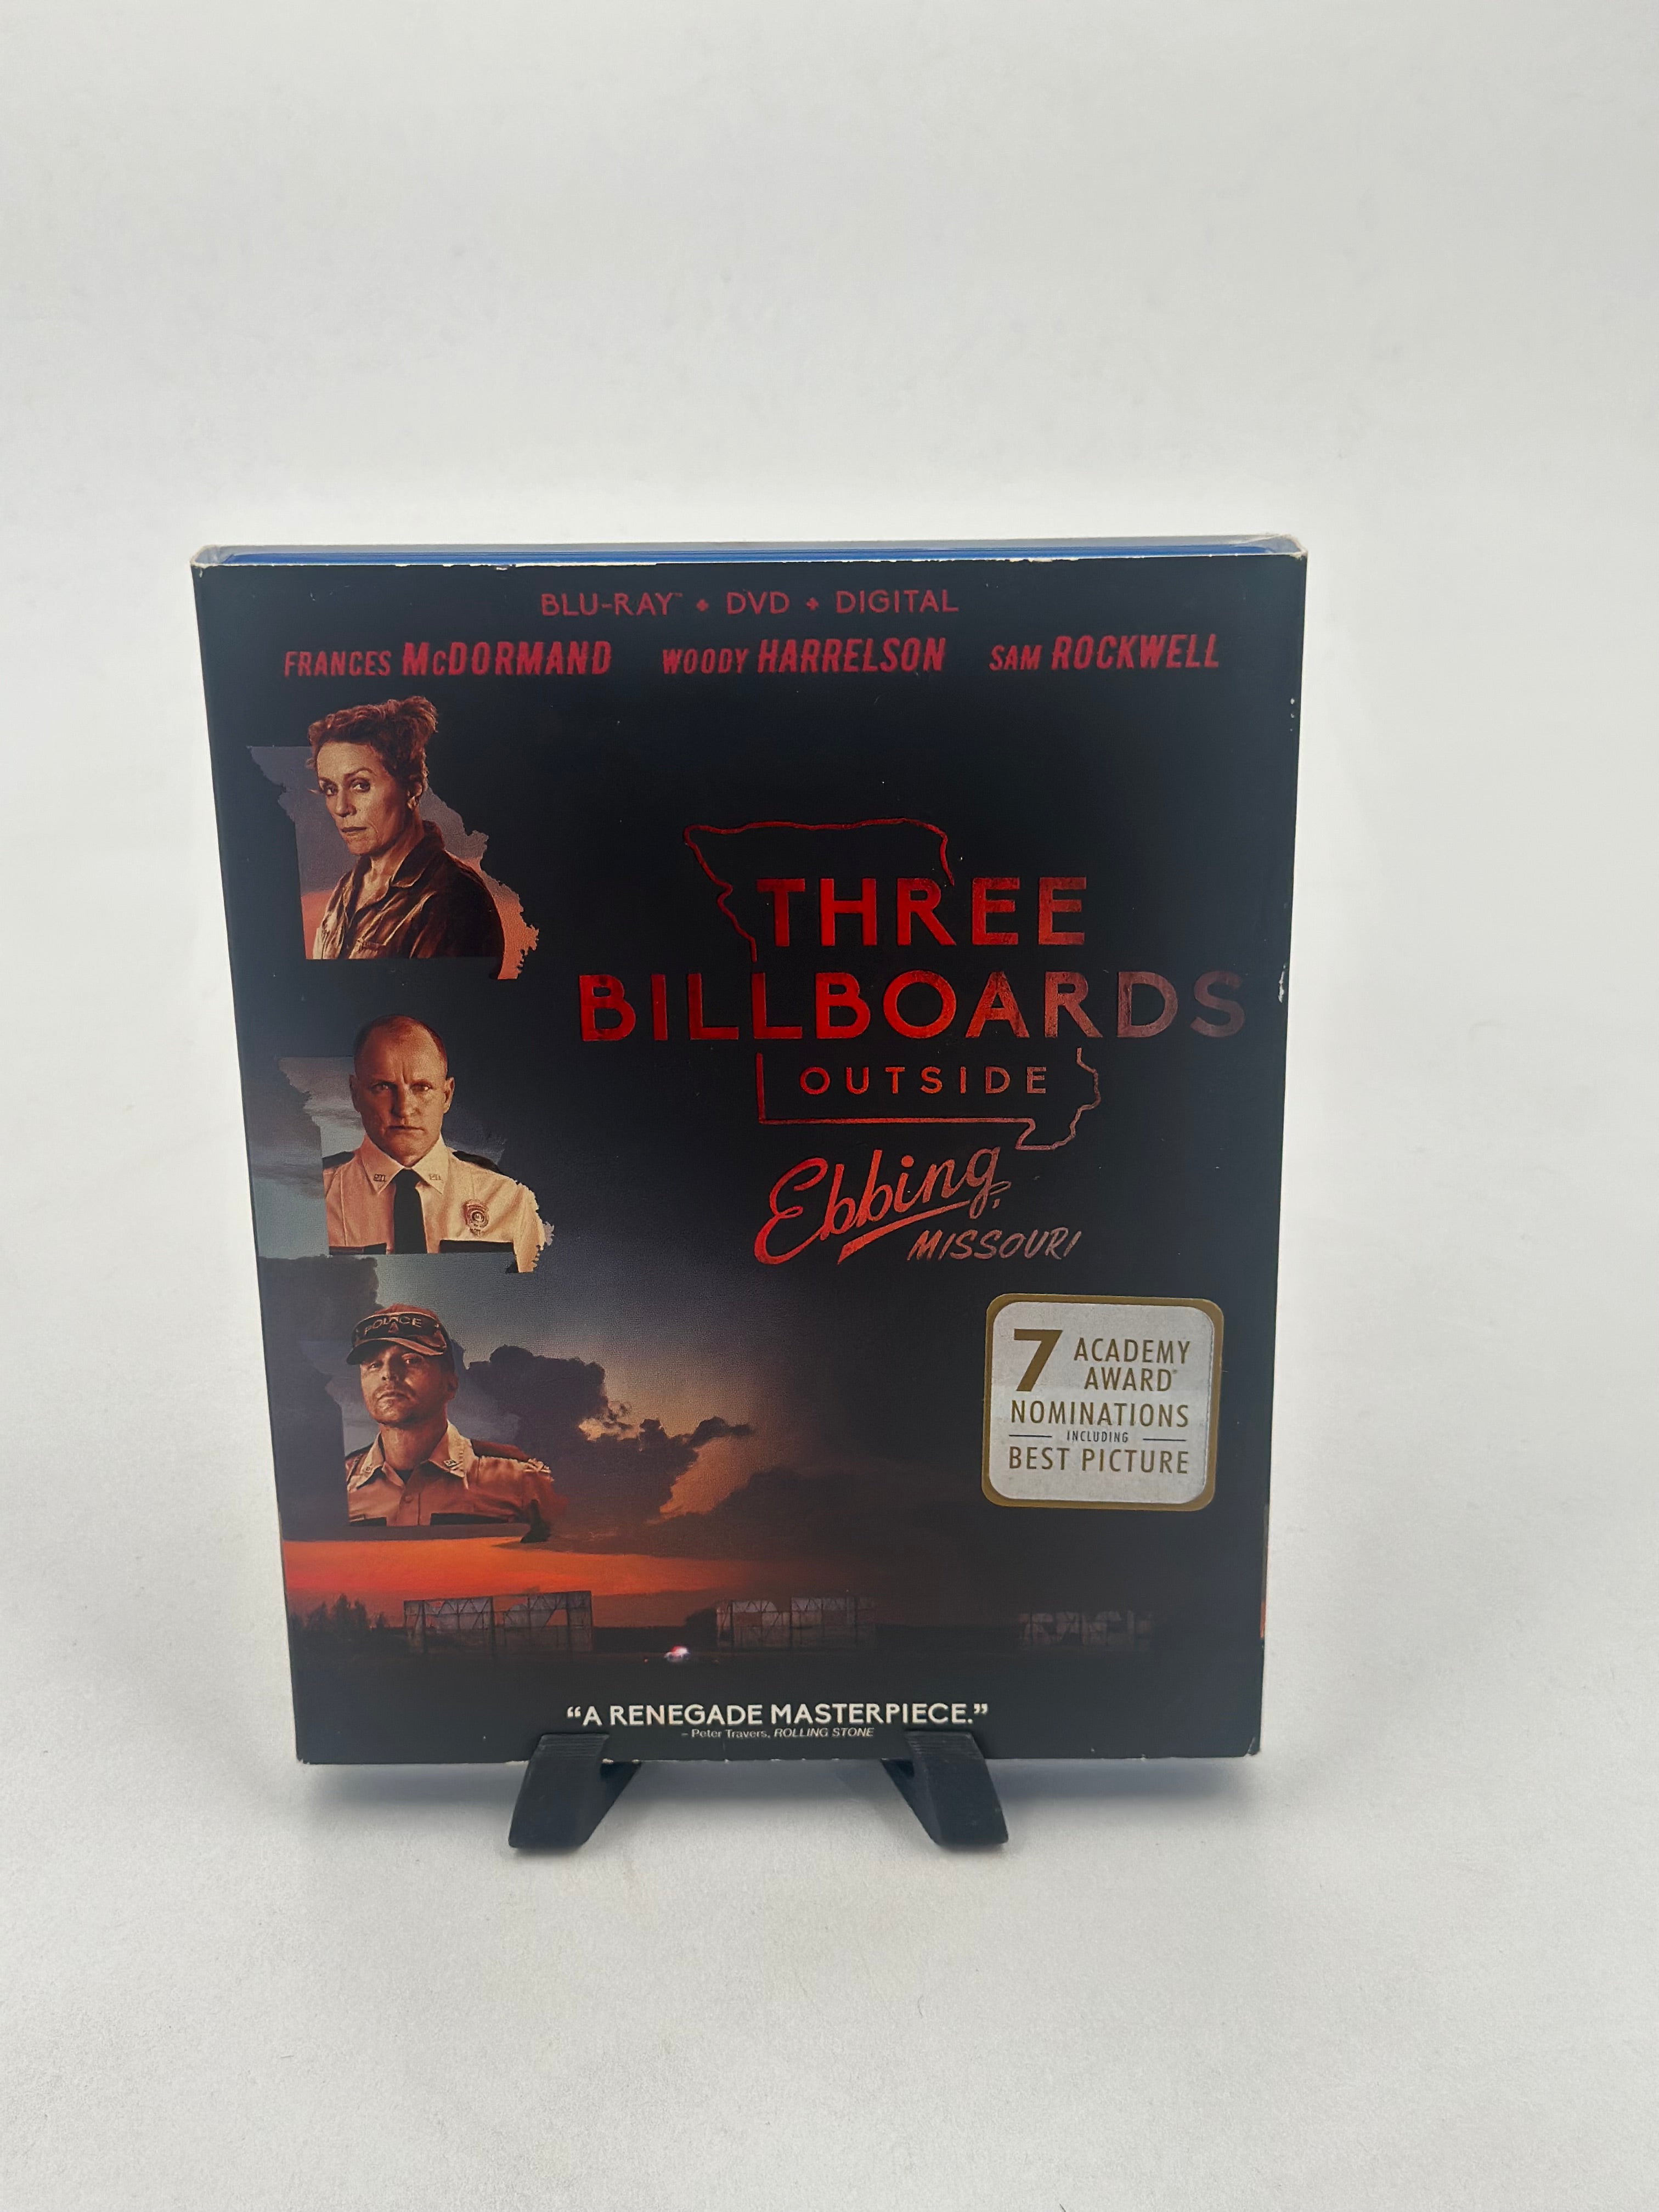 BLU-RAY™ + DVD + DIGITAL
FRANCES McDORMAND WOODY HARRELSON SAM ROCKWELL
THREE
BILLBOARDS
OUTSIDE
Ebbing,
MISSOURI
POLICE
7 ACADEMY
AWARD®
NOMINATIONS
INCLUDING
BEST PICTURE
“A RENEGADE MASTERPIECE.”
– Peter Travers, ROLLING STONE